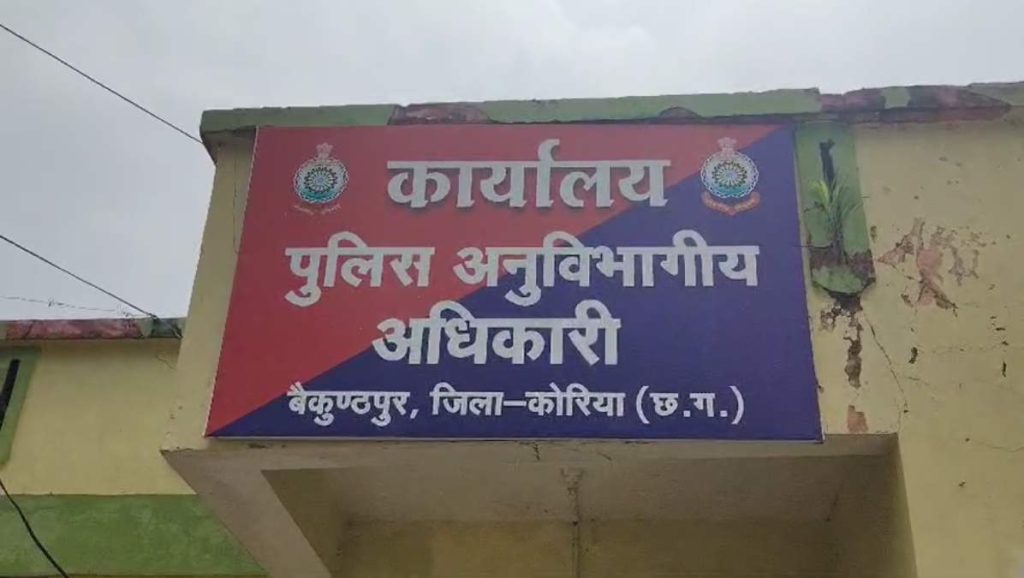 कार्यालय
पुलिस अनुविभागीय
अधिकारी
बैकुण्ठपुर, जिला–कोरिया (छ.ग.)